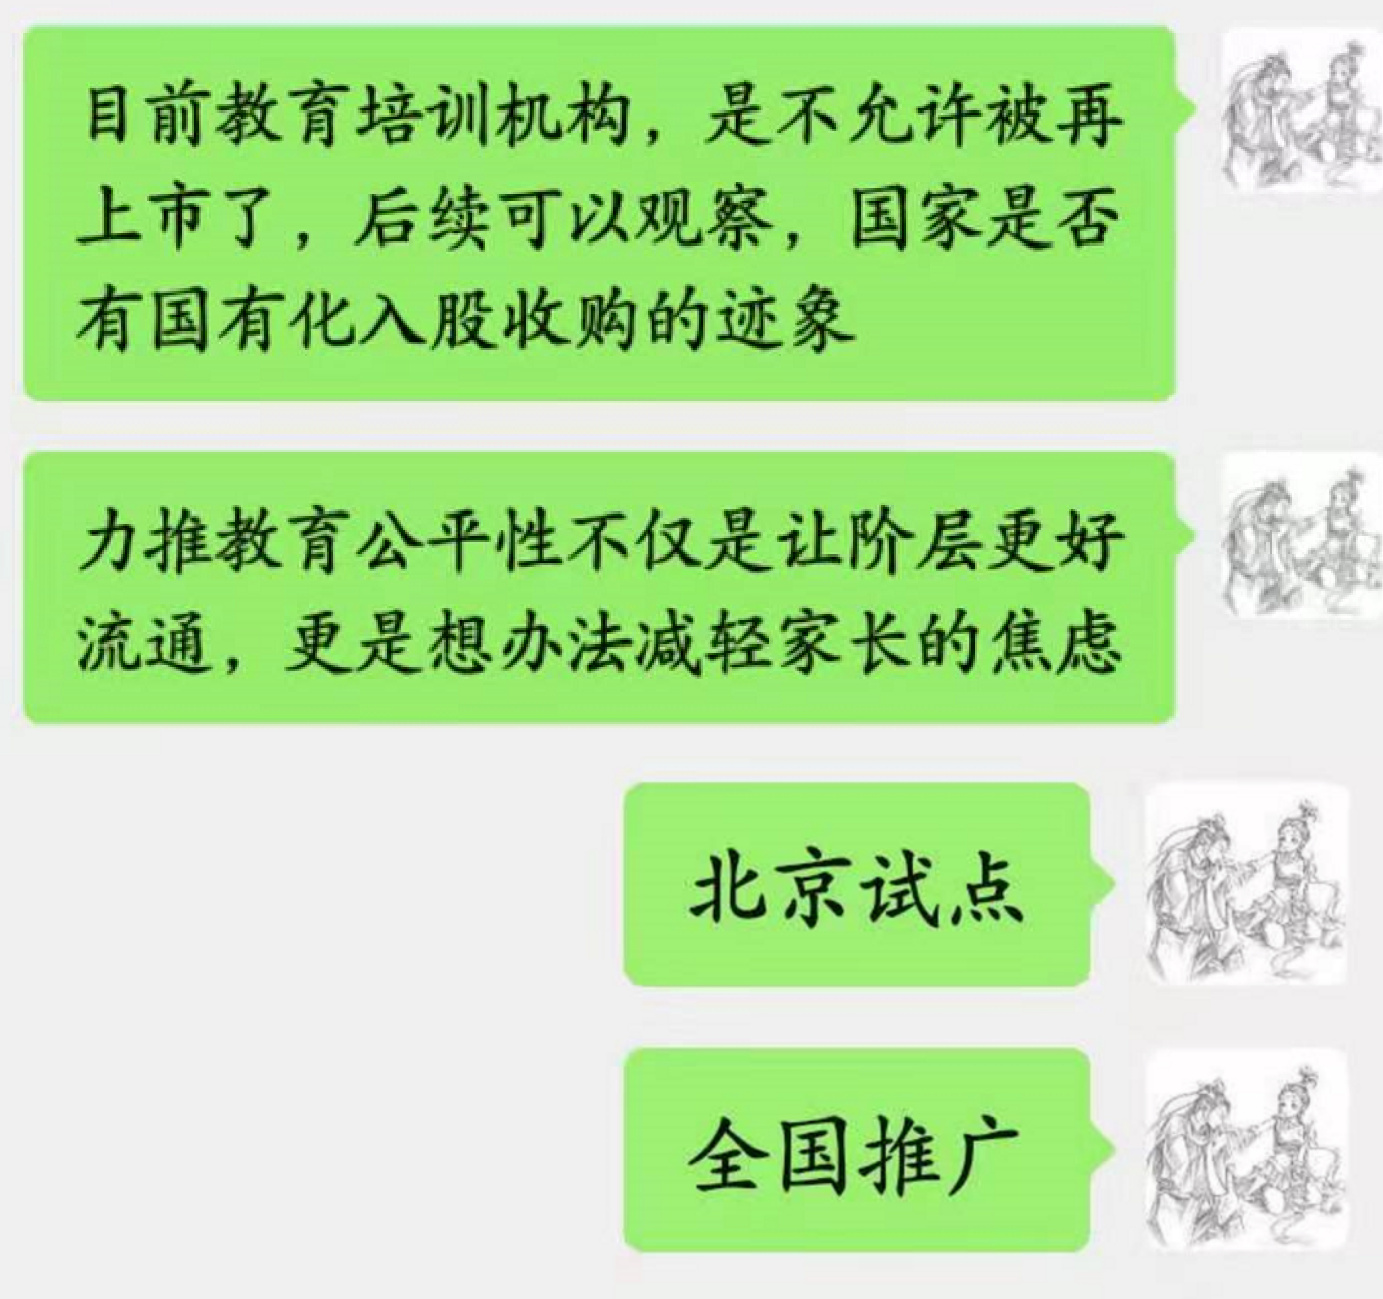 目前教育培训机构，是不允许被再
上市了，后续可以观察，国家是否
有国有化入股收购的迹象
力推教育公平性不仅是让阶层更好
流通，更是想办法减轻家长的焦虑
北京试点
全国推广